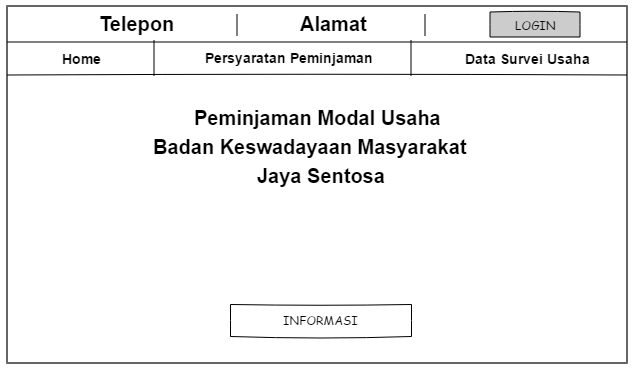 Telepon | Alamat | LOGIN
Home Persyaratan Peminjaman Data Survei Usaha
Peminjaman Modal Usaha
Badan Keswadayaan Masyarakat
Jaya Sentosa
INFORMASI